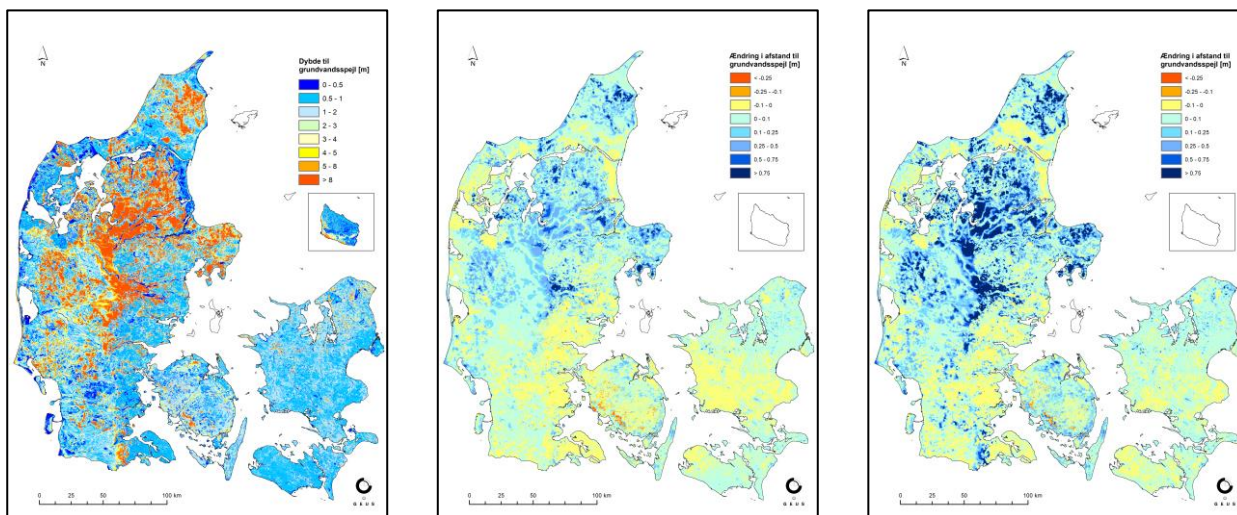 N
Dybde til
grundvandsspejl [m]
0 - 0.5
0.5 - 1
1 - 2
2 - 3
3 - 4
4 - 5
5 - 8
> 8
0 50 100 km
G E U S
N
Ændring i afstand til
grundvandsspejl [m]
< -0.25
-0.25 - -0.1
-0.1 - 0
0 - 0.1
0.1 - 0.25
0.25 - 0.5
0.5 - 0.75
> 0.75
0 50 100 km
G E U S
N
Ændring i afstand til
grundvandsspejl [m]
< -0.25
-0.25 - -0.1
-0.1 - 0
0 - 0.1
0.1 - 0.25
0.25 - 0.5
0.5 - 0.75
> 0.75
0 50 100 km
G E U S